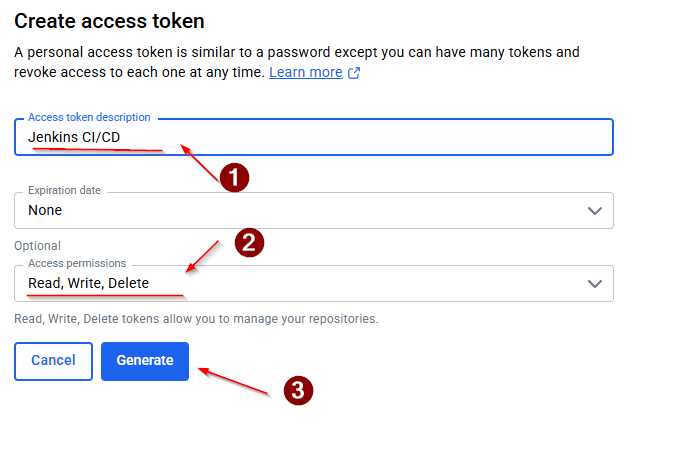 Create access token
A personal access token is similar to a password except you can have many tokens and
revoke access to each one at any time. Learn more
Access token description
Jenkins CI/CD
1
Expiration date
None
Optional
2
Access permissions
Read, Write, Delete
Read, Write, Delete tokens allow you to manage your repositories.
Cancel
Generate
3